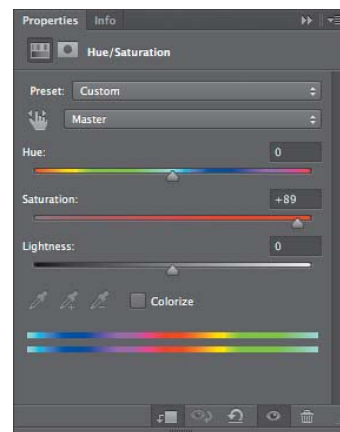 Properties Info
Hue/Saturation
Preset: Custom
Master
Hue: 0
Saturation: +89
Lightness: 0
Colorize